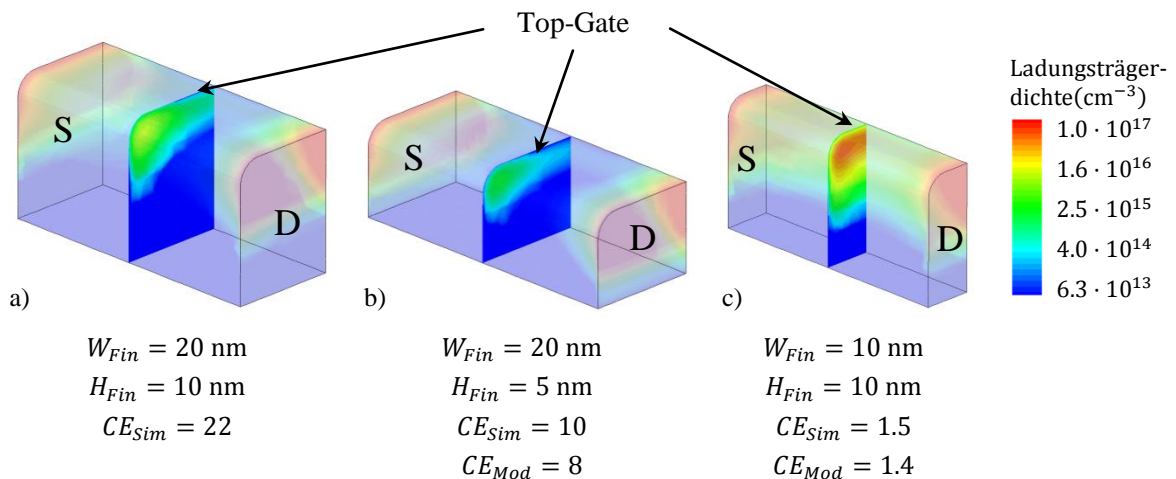 Top-Gate
S
D
S
D
S
D
Ladungsträger-
dichte(cm⁻³)
1.0 · 10¹⁷
1.6 · 10¹⁶
2.5 · 10¹⁵
4.0 · 10¹⁴
6.3 · 10¹³
a)
b)
c)
W_Fin = 20 nm
H_Fin = 10 nm
CE_Sim = 22
W_Fin = 20 nm
H_Fin = 5 nm
CE_Sim = 10
CE_Mod = 8
W_Fin = 10 nm
H_Fin = 10 nm
CE_Sim = 1.5
CE_Mod = 1.4